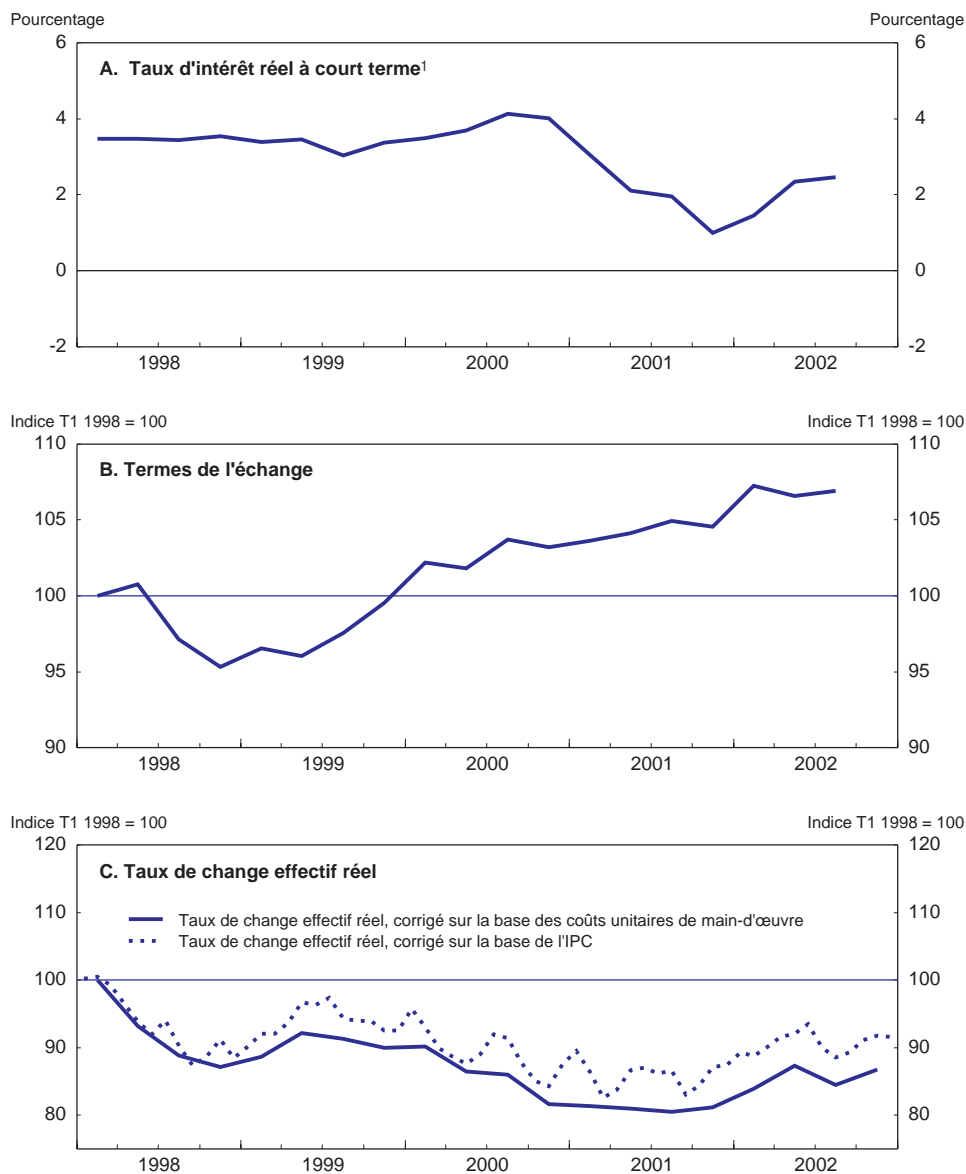 Pourcentage Pourcentage
6 6
A. Taux d'intérêt réel à court terme1
4 4
2 2
0 0
-2 -2
1998 1999 2000 2001 2002
Indice T1 1998 = 100 Indice T1 1998 = 100
110 110
B. Termes de l'échange
105 105
100 100
95 95
90 90
1998 1999 2000 2001 2002
Indice T1 1998 = 100 Indice T1 1998 = 100
120 120
C. Taux de change effectif réel
110 110
Taux de change effectif réel, corrigé sur la base des coûts unitaires de main-d'œuvre
Taux de change effectif réel, corrigé sur la base de l'IPC
100 100
90 90
80 80
1998 1999 2000 2001 2002